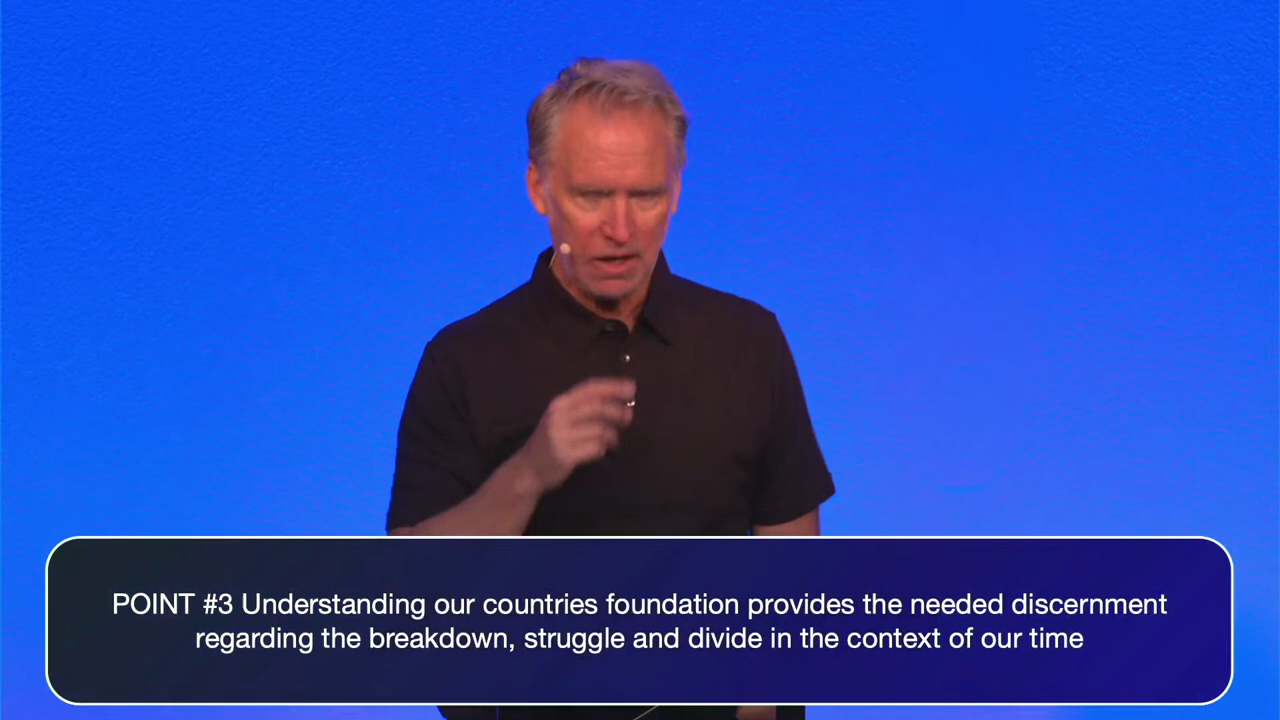 POINT #3 Understanding our countries foundation provides the needed discernment
regarding the breakdown, struggle and divide in the context of our time